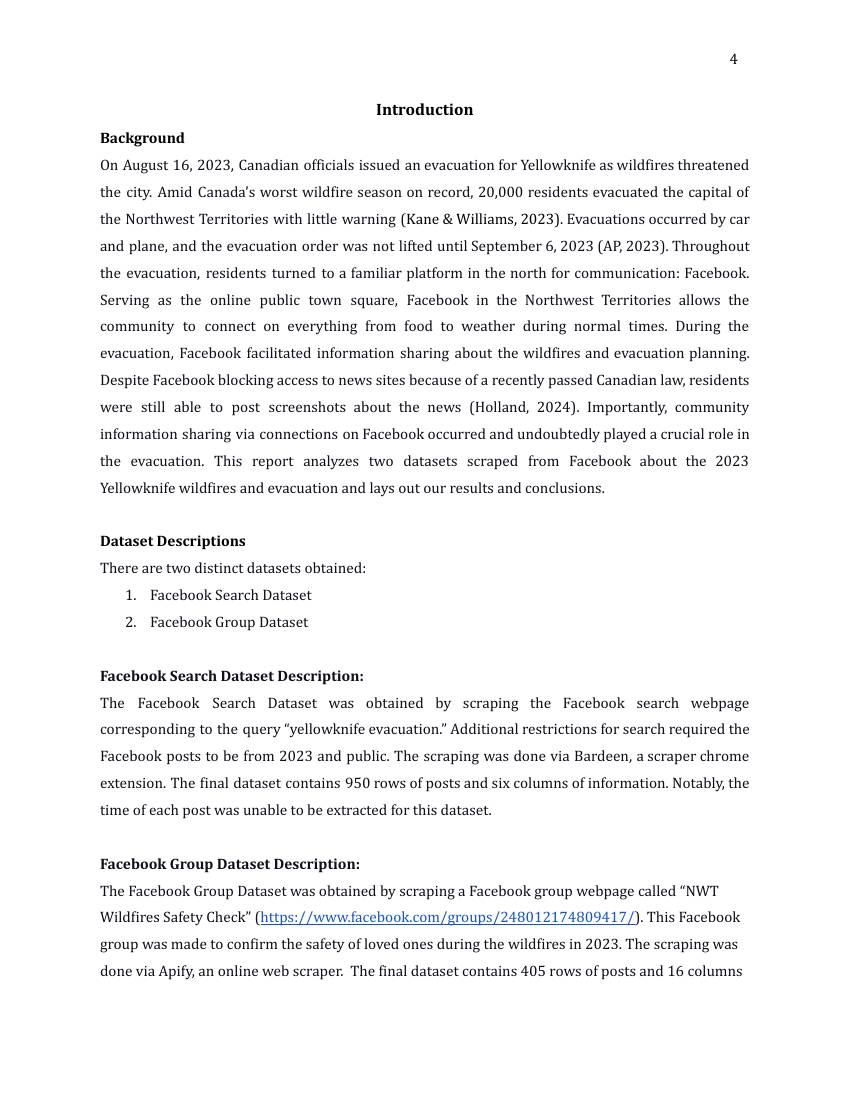 4
Introduction
Background
On August 16, 2023, Canadian officials issued an evacuation for Yellowknife as wildfires threatened
the city. Amid Canada’s worst wildfire season on record, 20,000 residents evacuated the capital of
the Northwest Territories with little warning (Kane & Williams, 2023). Evacuations occurred by car
and plane, and the evacuation order was not lifted until September 6, 2023 (AP, 2023). Throughout
the evacuation, residents turned to a familiar platform in the north for communication: Facebook.
Serving as the online public town square, Facebook in the Northwest Territories allows the
community to connect on everything from food to weather during normal times. During the
evacuation, Facebook facilitated information sharing about the wildfires and evacuation planning.
Despite Facebook blocking access to news sites because of a recently passed Canadian law, residents
were still able to post screenshots about the news (Holland, 2024). Importantly, community
information sharing via connections on Facebook occurred and undoubtedly played a crucial role in
the evacuation. This report analyzes two datasets scraped from Facebook about the 2023
Yellowknife wildfires and evacuation and lays out our results and conclusions.
Dataset Descriptions
There are two distinct datasets obtained:
1. Facebook Search Dataset
2. Facebook Group Dataset
Facebook Search Dataset Description:
The Facebook Search Dataset was obtained by scraping the Facebook search webpage
corresponding to the query “yellowknife evacuation.” Additional restrictions for search required the
Facebook posts to be from 2023 and public. The scraping was done via Bardeen, a scraper chrome
extension. The final dataset contains 950 rows of posts and six columns of information. Notably, the
time of each post was unable to be extracted for this dataset.
Facebook Group Dataset Description:
The Facebook Group Dataset was obtained by scraping a Facebook group webpage called “NWT
Wildfires Safety Check” (https://www.facebook.com/groups/248012174809417/). This Facebook
group was made to confirm the safety of loved ones during the wildfires in 2023. The scraping was
done via Apify, an online web scraper.  The final dataset contains 405 rows of posts and 16 columns